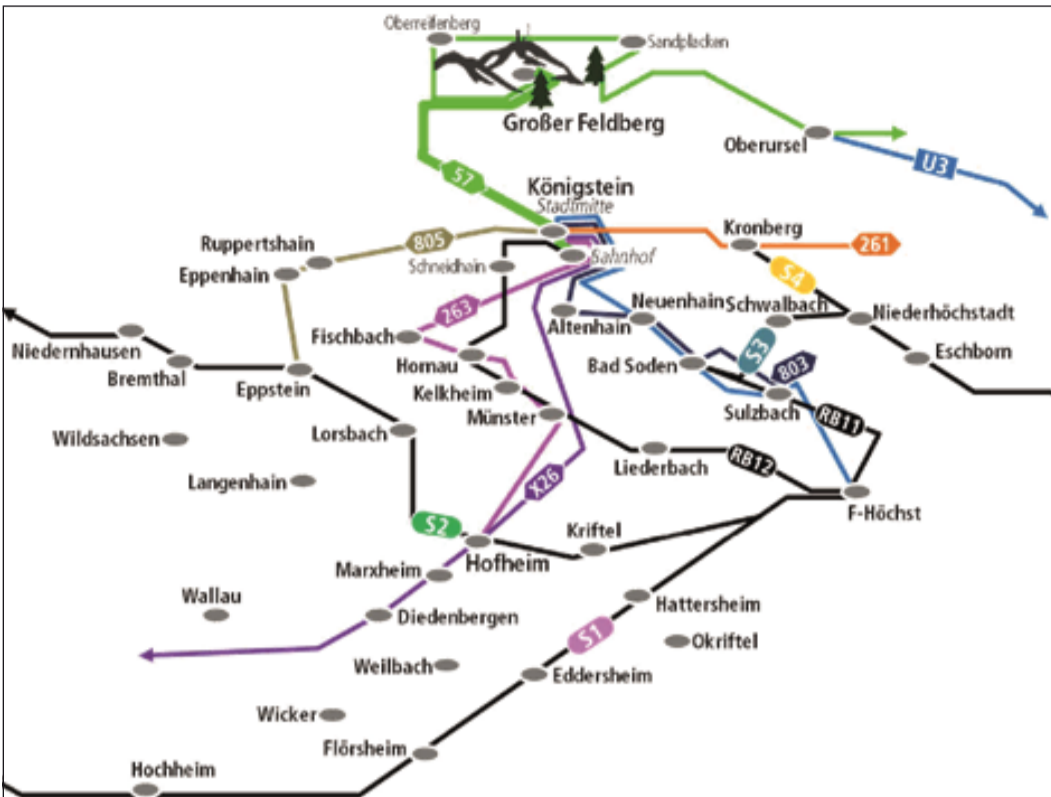 Oberreifenberg
Sandplacken
Großer Feldberg
Oberursel
U3
57
Königstein
Stadtmitte
Kronberg
261
805
Ruppertshain
Eppenhain
Schneidhain
Bahnhof
S4
263
Neuenhain
Schwalbach
Niederhöchstadt
Altenhain
Fischbach
Niedernhausen
Bremthal
Eppstein
Hornau
Bad Soden
S3
803
Eschborn
Kelkheim
Münster
Sulzbach
RB11
Wildsachsen
Lorsbach
Liederbach
RB12
Langenhain
X26
F-Höchst
S2
Hofheim
Kriftel
Marxheim
Wallau
Diedenbergen
Hattersheim
S1
Okriftel
Weilbach
Eddersheim
Wicker
Flörsheim
Hochheim